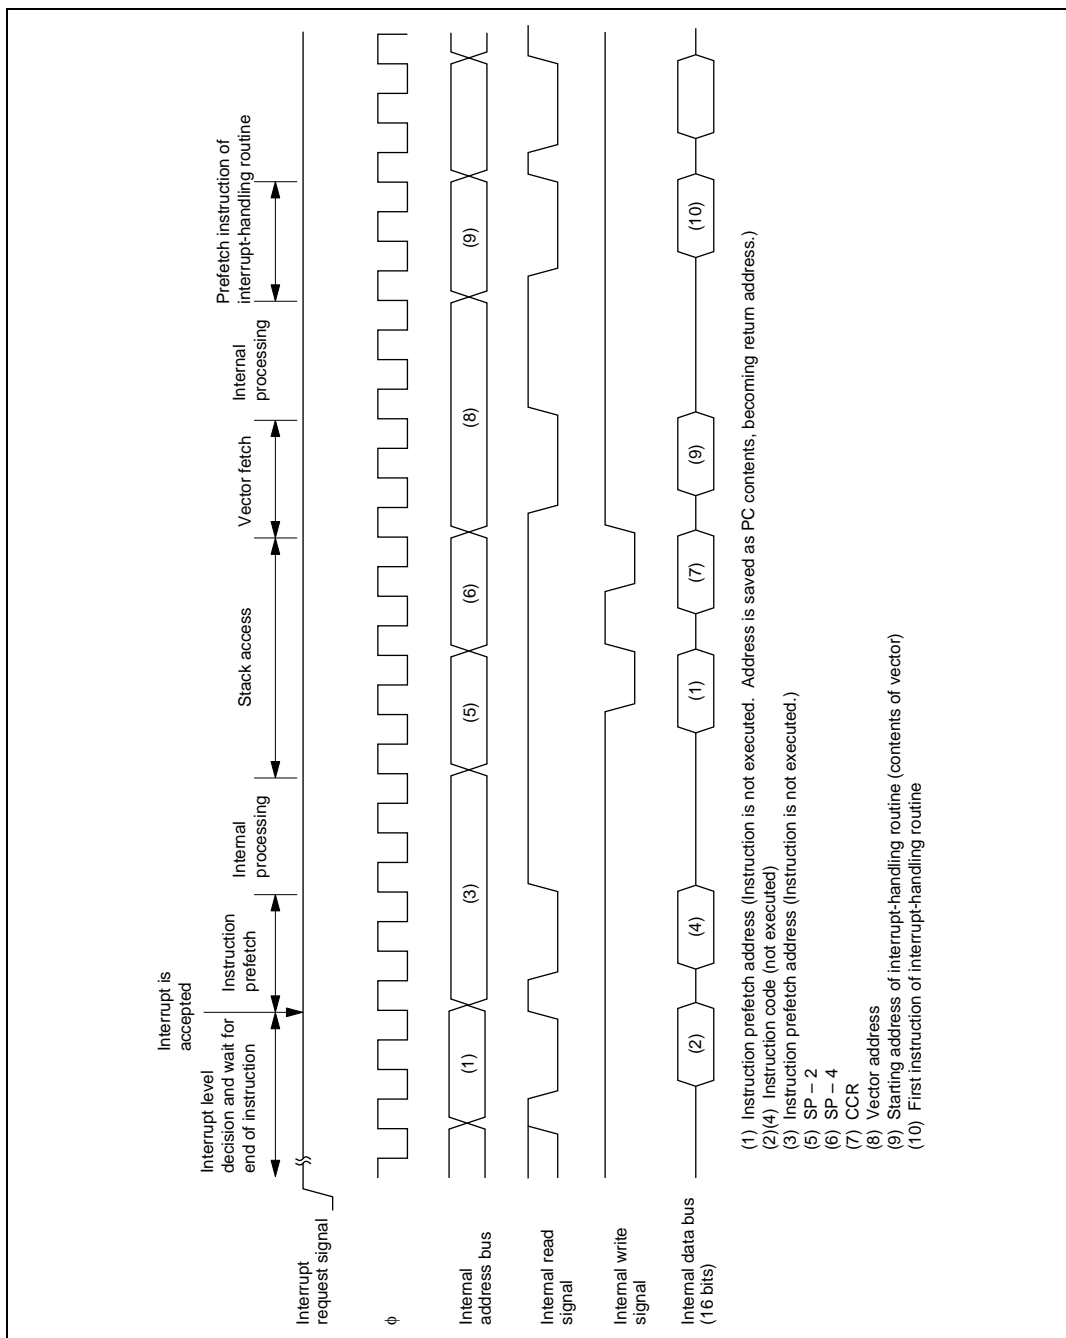 Interrupt is
accepted
Interrupt level
decision and wait for
end of instruction
Instruction
prefetch
Internal
processing
Stack access
Vector fetch
Internal
processing
Prefetch instruction of
interrupt-handling routine
Interrupt
request signal
ϕ
Internal
address bus
(1)
(3)
(5)
(6)
(8)
(9)
Internal read
signal
Internal write
signal
Internal data bus
(16 bits)
(2)
(4)
(1)
(7)
(9)
(10)
(1) Instruction prefetch address (Instruction is not executed. Address is saved as PC contents, becoming return address.)
(2)(4) Instruction code (not executed)
(3) Instruction prefetch address (Instruction is not executed.)
(5) SP – 2
(6) SP – 4
(7) CCR
(8) Vector address
(9) Starting address of interrupt-handling routine (contents of vector)
(10) First instruction of interrupt-handling routine